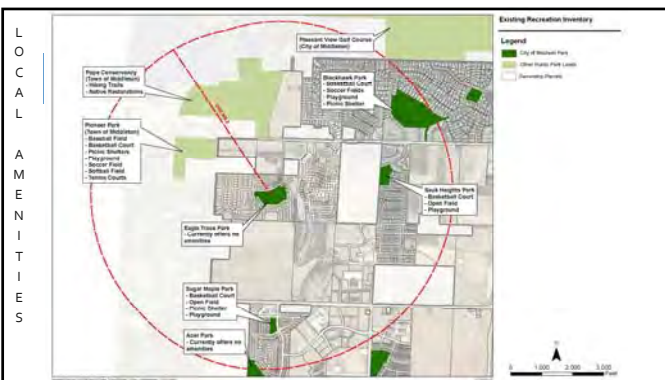 LOCAL AMENITIES
Existing Recreation Inventory
Legend
City of Madison Park
Other Public Park Lands
Ownership Parcels
Pleasant View Golf Course
(City of Middleton)
Pope Conservancy
(Town of Middleton)
- Native Restorations
Blackhawk Park
- Basketball Court
- Soccer Fields
- Playground
- Picnic Shelter
Pioneer Park
(Town of Middleton)
- Baseball Field
- Basketball Court
- Picnic Shelters
- Playground
- Soccer Field
- Softball Field
- Tennis Courts
Sauk Heights Park
- Basketball Court
- Open Field
- Playground
Eagle Trace Park
- Currently offers no
amenities
Sugar Maple Park
- Basketball Court
- Open Field
- Picnic Shelter
- Playground
Acer Park
- Currently offers no
amenities
N
0 1,000 2,000 3,000
Feet